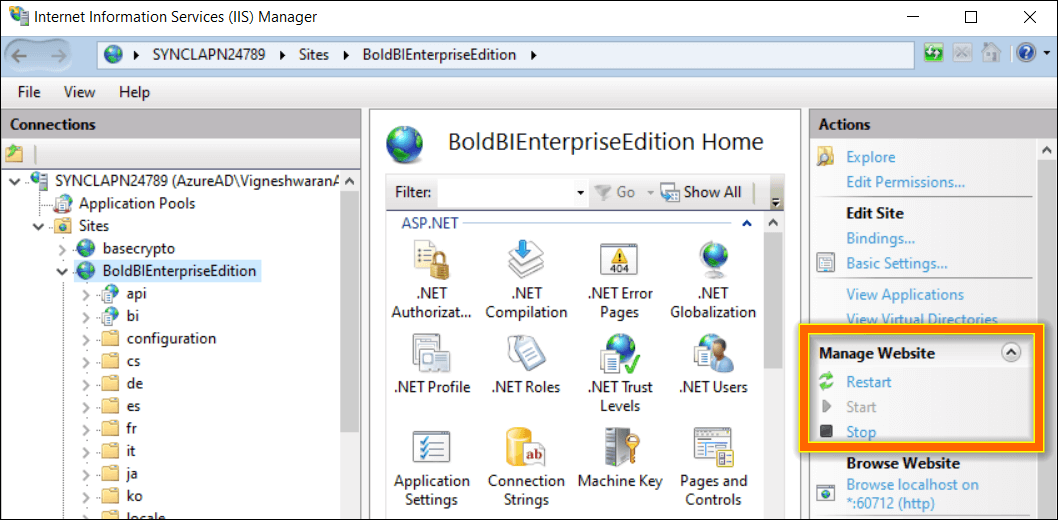 Internet Information Services (IIS) Manager
SYNCLAPN24789 Sites BoldBIEnterpriseEdition
File View Help
Connections
SYNCLAPN24789 (AzureAD\Vigneshwaran
Application Pools
Sites
basecrypto
BoldBIEnterpriseEdition
api
bi
configuration
cs
de
es
fr
it
ja
ko
locale
BoldBIEnterpriseEdition Home
Filter: Go Show All
ASP.NET
.NET Authorizat...
.NET Compilation
.NET Error Pages
404
.NET Globalization
.NET Profile
.NET Roles
.NET Trust Levels
.NET Users
Application Settings
ab
Connection Strings
Machine Key
Pages and Controls
Actions
Explore
Edit Permissions...
Edit Site
Bindings...
Basic Settings...
View Applications
View Virtual Directories
Manage Website
Restart
Start
Stop
Browse Website
Browse localhost on
*:60712 (http)